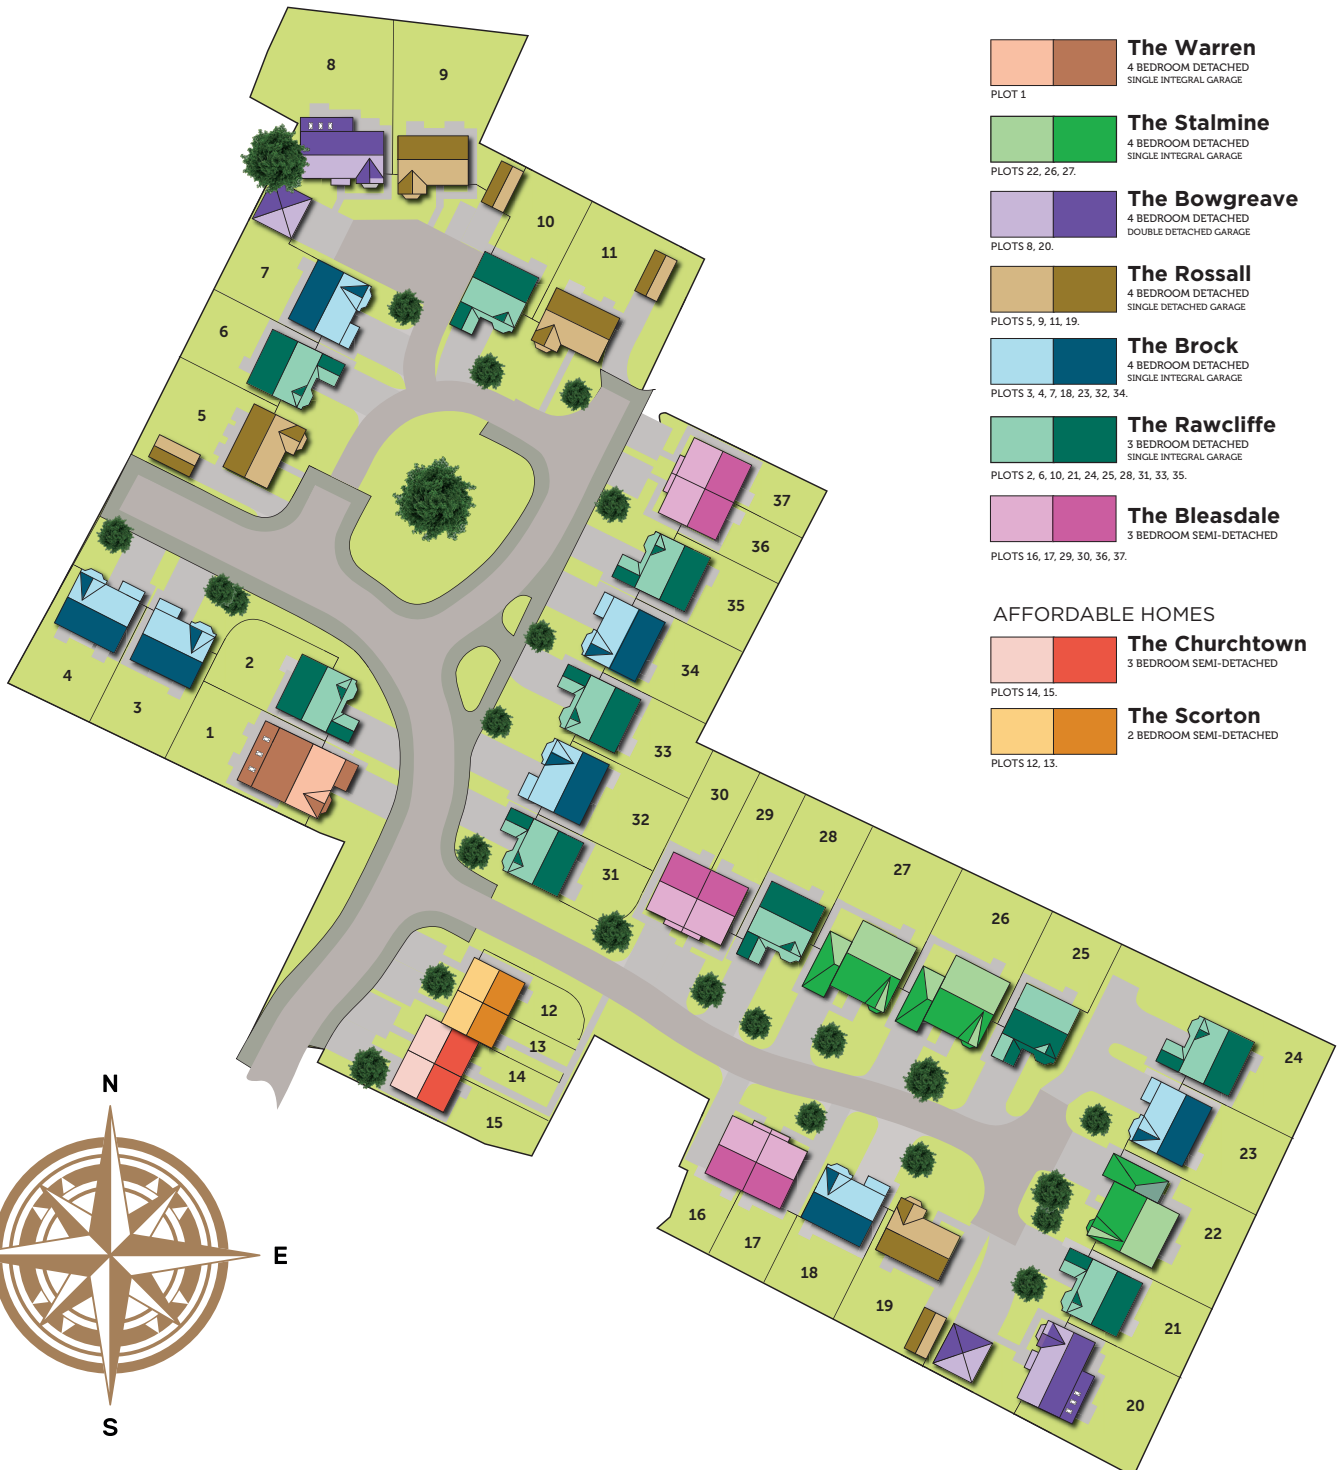 The Warren
4 BEDROOM DETACHED
SINGLE INTEGRAL GARAGE
PLOT 1
The Stalmine
4 BEDROOM DETACHED
SINGLE INTEGRAL GARAGE
PLOTS 22, 26, 27.
The Bowgreave
4 BEDROOM DETACHED
DOUBLE DETACHED GARAGE
PLOTS 8, 20.
The Rossall
4 BEDROOM DETACHED
SINGLE DETACHED GARAGE
PLOTS 5, 9, 11, 19.
The Brock
4 BEDROOM DETACHED
SINGLE INTEGRAL GARAGE
PLOTS 3, 4, 7, 18, 23, 32, 34.
The Rawcliffe
3 BEDROOM DETACHED
SINGLE INTEGRAL GARAGE
PLOTS 2, 6, 10, 21, 24, 25, 28, 31, 33, 35.
The Bleasdale
3 BEDROOM SEMI-DETACHED
PLOTS 16, 17, 29, 30, 36, 37.
AFFORDABLE HOMES
The Churchtown
3 BEDROOM SEMI-DETACHED
PLOTS 14, 15.
The Scorton
2 BEDROOM SEMI-DETACHED
PLOTS 12, 13.
8
9
10
11
7
6
5
37
36
35
34
33
32
31
4
3
2
1
30
29
28
27
26
25
24
23
22
21
20
12
13
14
15
16
17
18
19
N
E
S